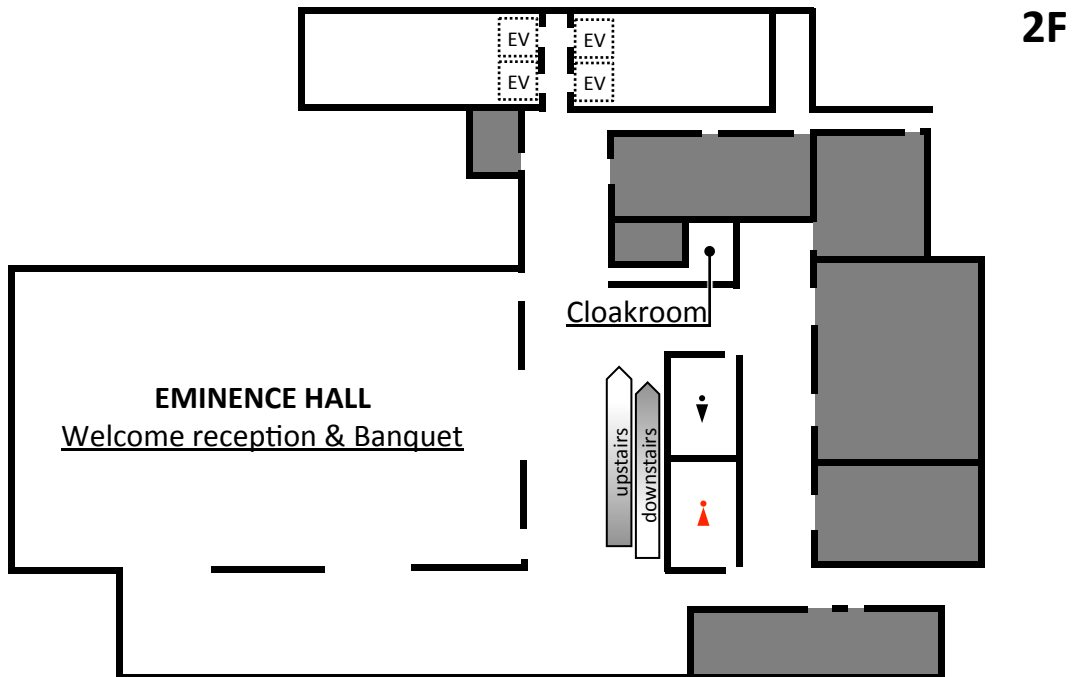 2F
EV
EV
EV
EV
Cloakroom
EMINENCE HALL
Welcome reception & Banquet
upstairs
downstairs